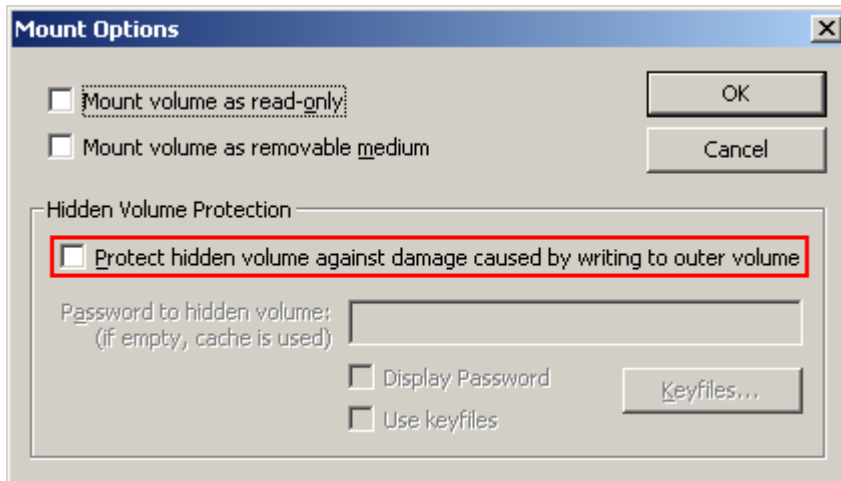 Mount Options
Mount volume as read-only
OK
Mount volume as removable medium
Cancel
Hidden Volume Protection
Protect hidden volume against damage caused by writing to outer volume
Password to hidden volume:
(if empty, cache is used)
Display Password
Keyfiles...
Use keyfiles